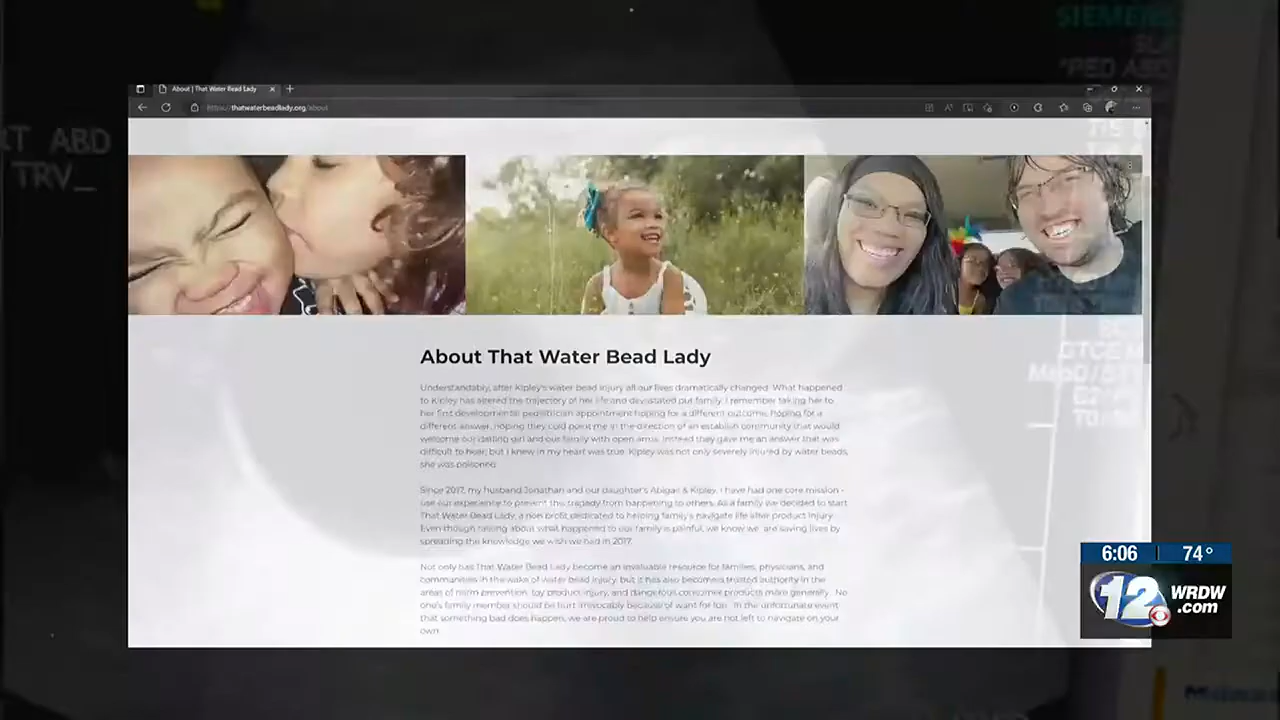 SIEMENS
*PED ABD
RT ABD
TRV_
About | That Water Bead Lady
https://thatwaterbeadlady.org/about
About That Water Bead Lady
Understandably, after Kipley's water bead injury all our lives dramatically changed. What happened
to Kipley has altered the trajectory of her life and devastated our family. I remember taking her to
her first developmental pediatrician appointment hoping for a different outcome, hoping for a
different answer, hoping they could point me in the direction of an establish community that would
welcome our darling girl and our family with open arms. Instead they gave me an answer that was
difficult to hear, but I knew in my heart was true. Kipley was not only severely injured by water beads,
she was poisoned.
Since 2017, my husband Jonathan and our daughter's Abigail & Kipley, I have had one core mission -
use our experience to prevent this tragedy from happening to others. As a family we decided to start
That Water Bead Lady, a non profit dedicated to helping family's navigate life after product injury.
Even though talking about what happened to our family is painful, we know we are saving lives by
spreading the knowledge we wish we had in 2017.
Not only has That Water Bead Lady become an invaluable resource for families, physicians, and
communities in the wake of water bead injury, but it has also become a trusted authority in the
areas of harm prevention, toy product injury, and dangerous consumer products more generally. No
one's family member should be hurt irrevocably because of want for fun. In the unfortunate event
that something bad does happen, we are proud to help ensure you are not left to navigate on your
own.
6:06 74°
12 WRDW
.com